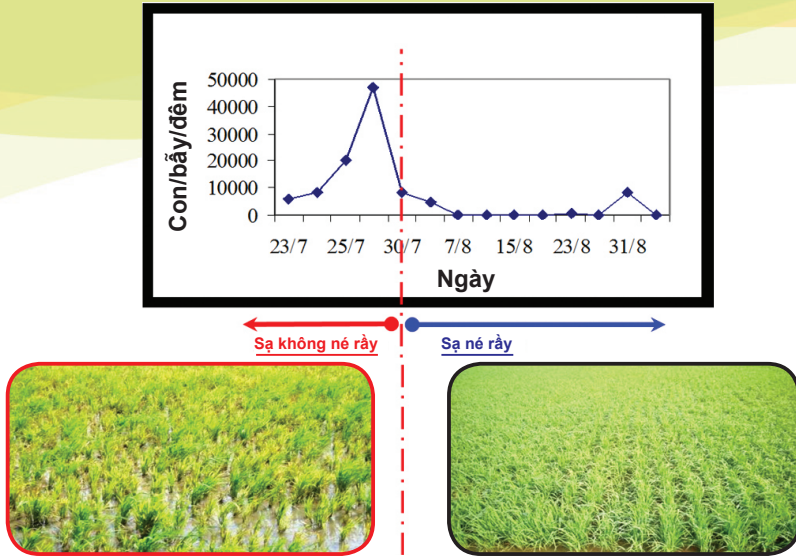 Con/bẫy/đêm
50000
40000
30000
20000
10000
0
23/7 25/7 30/7 7/8 15/8 23/8 31/8
Ngày
Sạ không né rầy
Sạ né rầy